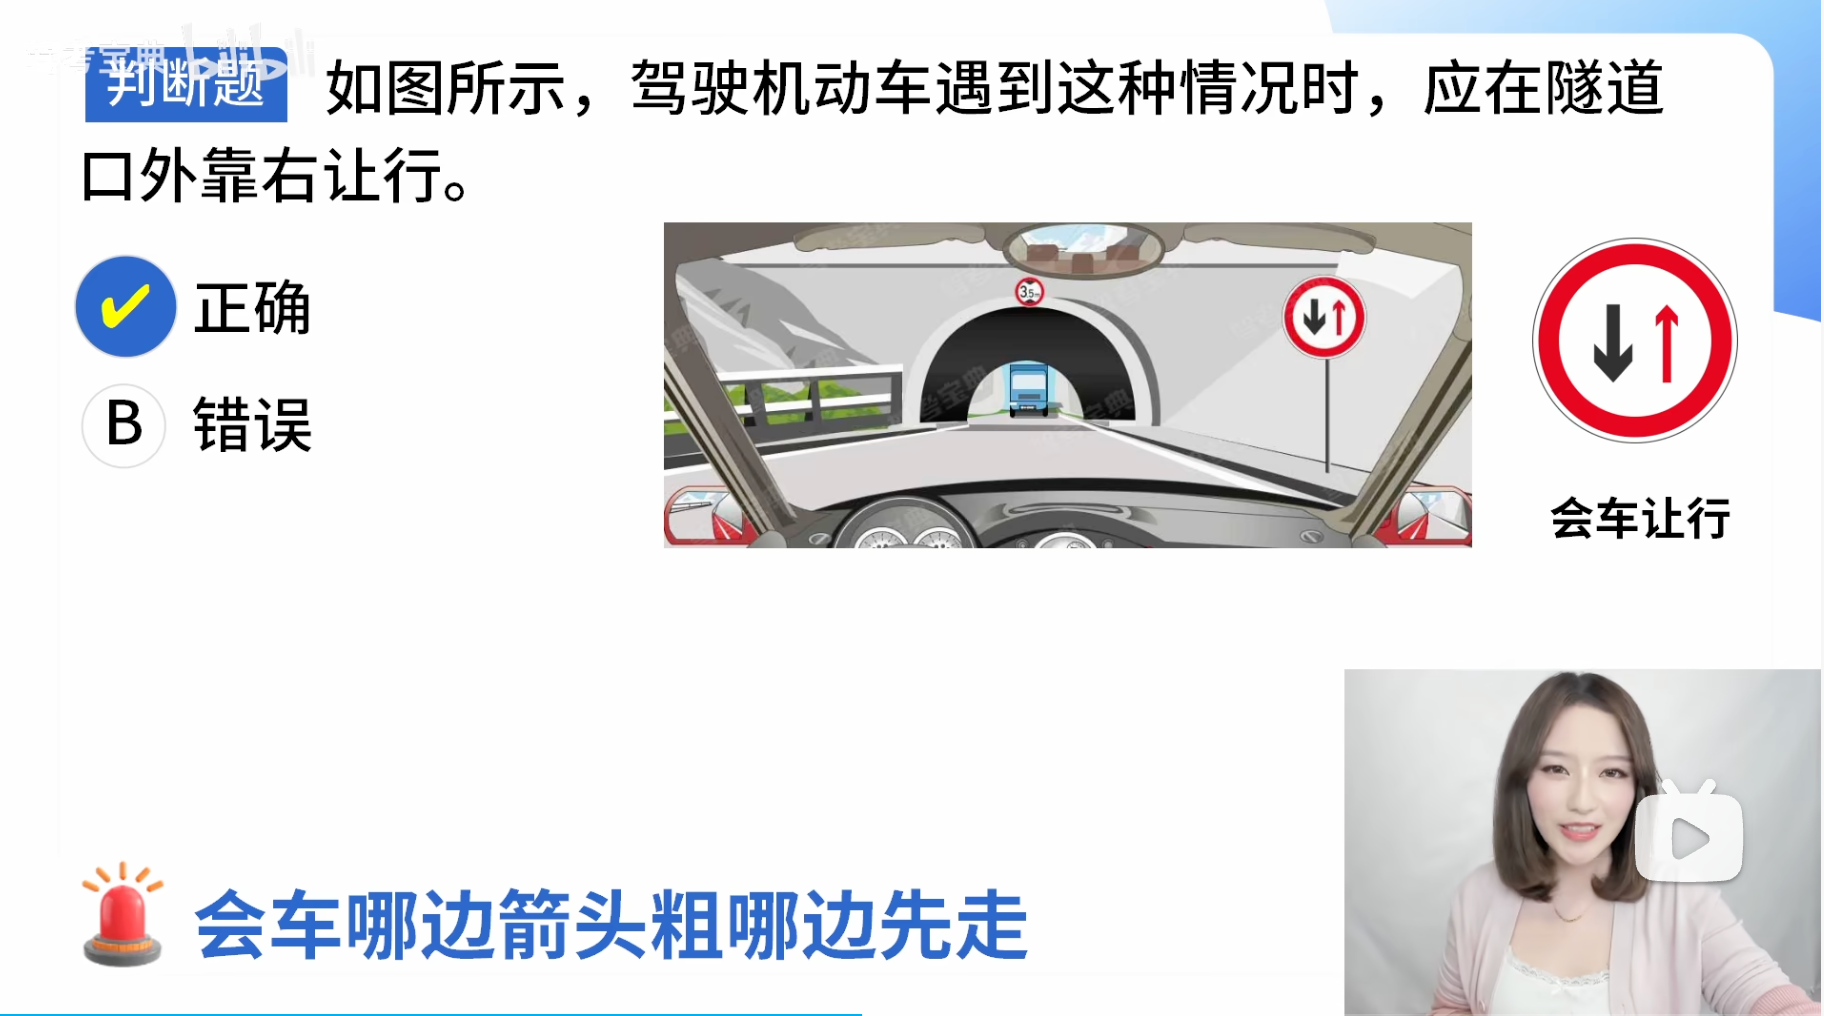 判断题 如图所示，驾驶机动车遇到这种情况时，应在隧道
口外靠右让行。
正确
B 错误
3.5m
会车让行
会车哪边箭头粗哪边先走